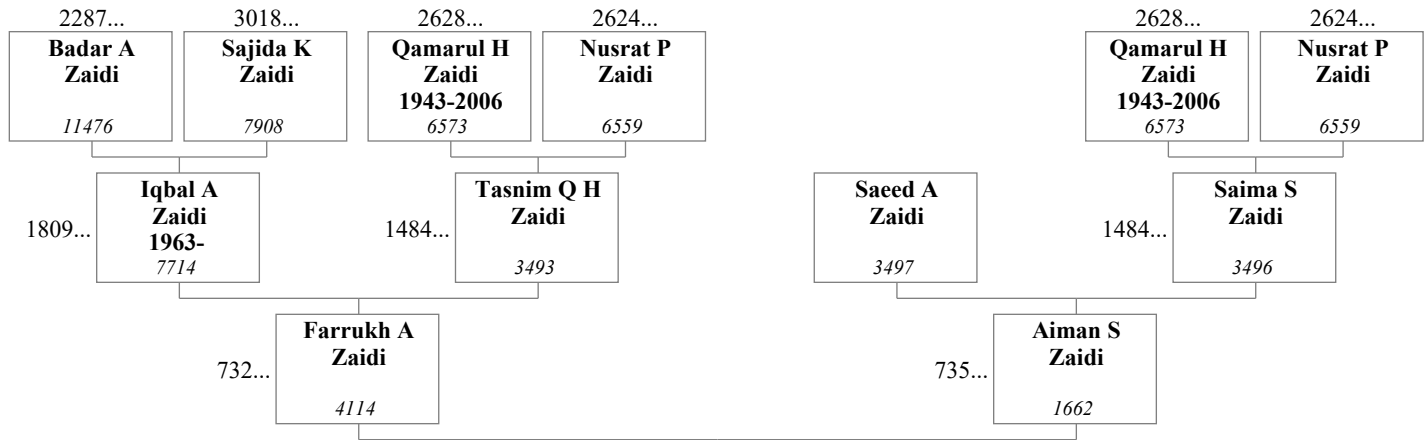 2287...
3018...
2628...
2624...
2628...
2624...
Badar A
Zaidi
11476
Sajida K
Zaidi
7908
Qamarul H
Zaidi
1943-2006
6573
Nusrat P
Zaidi
6559
Qamarul H
Zaidi
1943-2006
6573
Nusrat P
Zaidi
6559
1809...
Iqbal A
Zaidi
1963-
7714
1484...
Tasnim Q H
Zaidi
3493
Saeed A
Zaidi
3497
1484...
Saima S
Zaidi
3496
732...
Farrukh A
Zaidi
4114
735...
Aiman S
Zaidi
1662